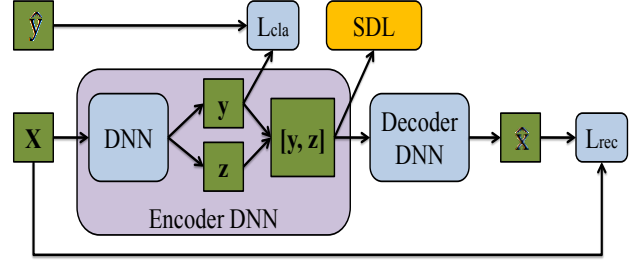 ŷ
Lcla
SDL
X
DNN
y
z
[y, z]
Decoder
DNN
x̂
Lrec
Encoder DNN